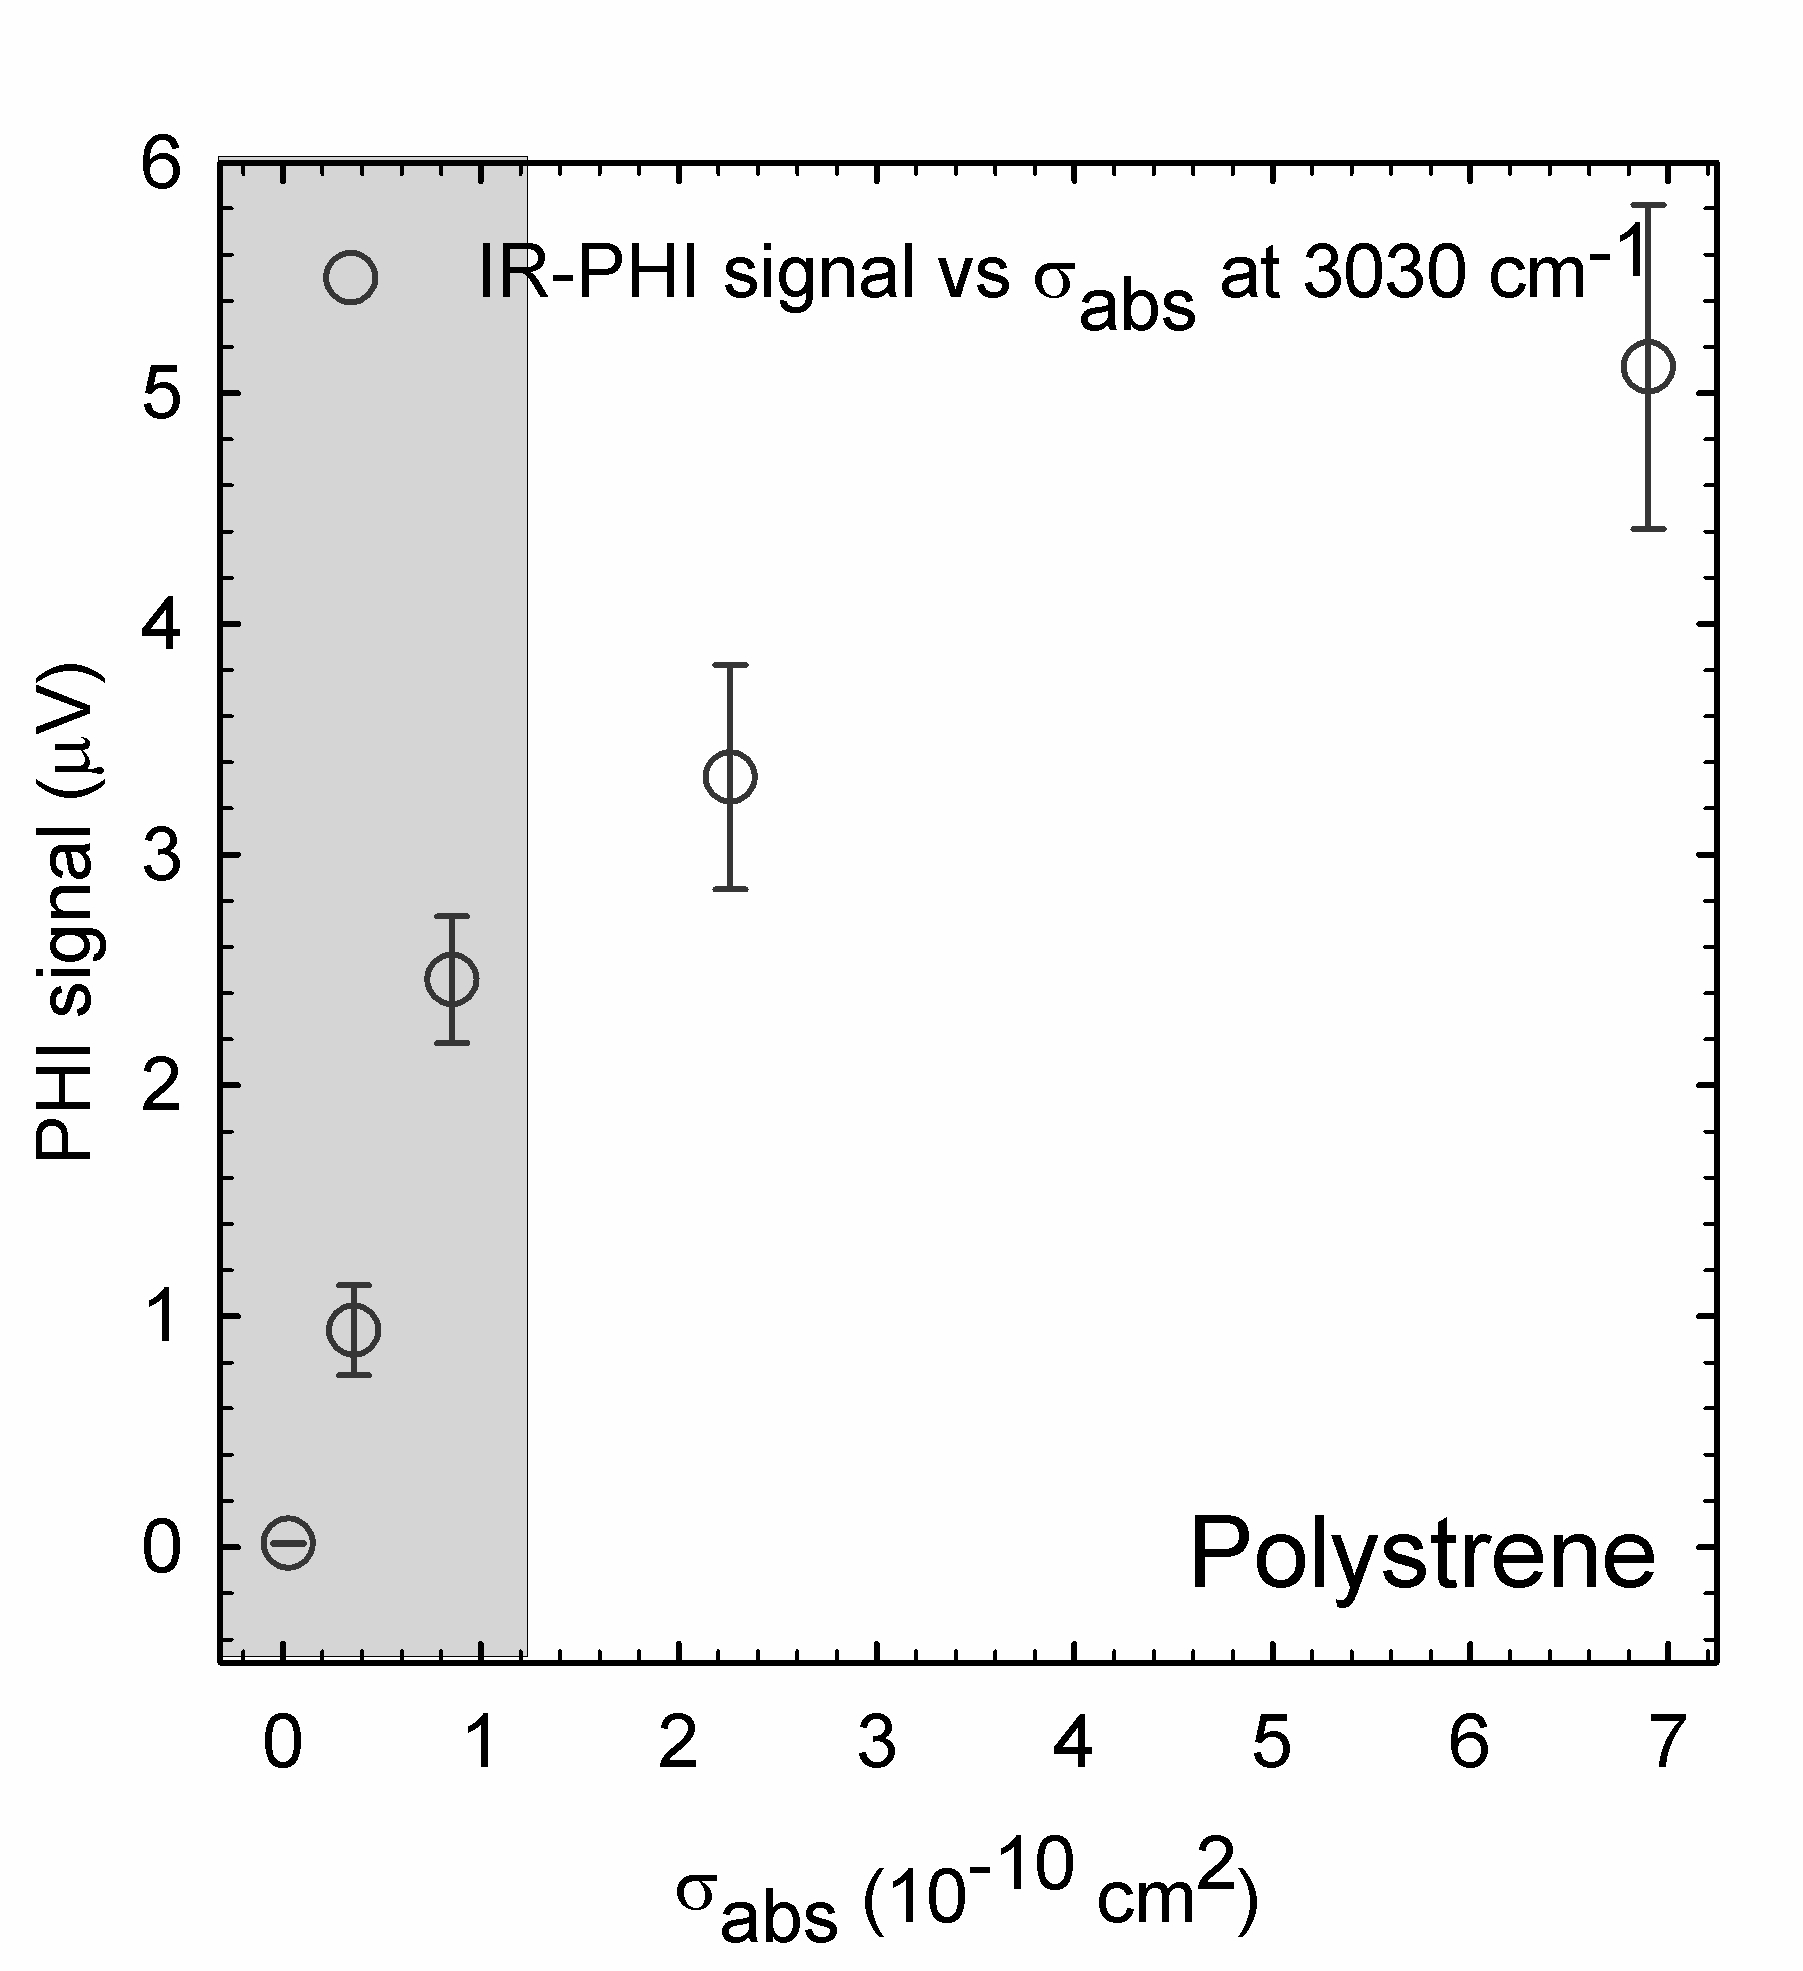 6
IR-PHI signal vs σabs at 3030 cm-1
5
4
3
2
1
0
PHI signal (μV)
Polystrene
0 1 2 3 4 5 6 7
σabs (10-10 cm2)